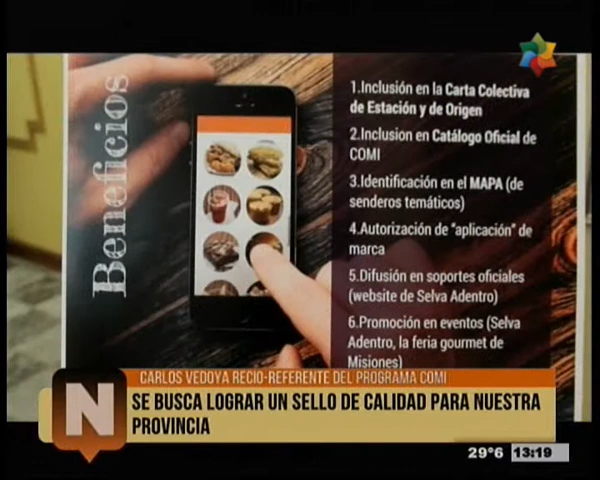 Beneficios
1.Inclusión en la Carta Colectiva
de Estación y de Origen
2.Inclusion en Catálogo Oficial de
COMI
3.Identificación en el MAPA (de
senderos temáticos)
4.Autorización de "aplicación" de
marca
5.Difusión en soportes oficiales
(website de Selva Adentro)
6.Promoción en eventos (Selva
Adentro, la feria gourmet de
Misiones)
CARLOS VEDOYA RECIO-REFERENTE DEL PROGRAMA COMI
N
SE BUSCA LOGRAR UN SELLO DE CALIDAD PARA NUESTRA
PROVINCIA
29°6 13:19